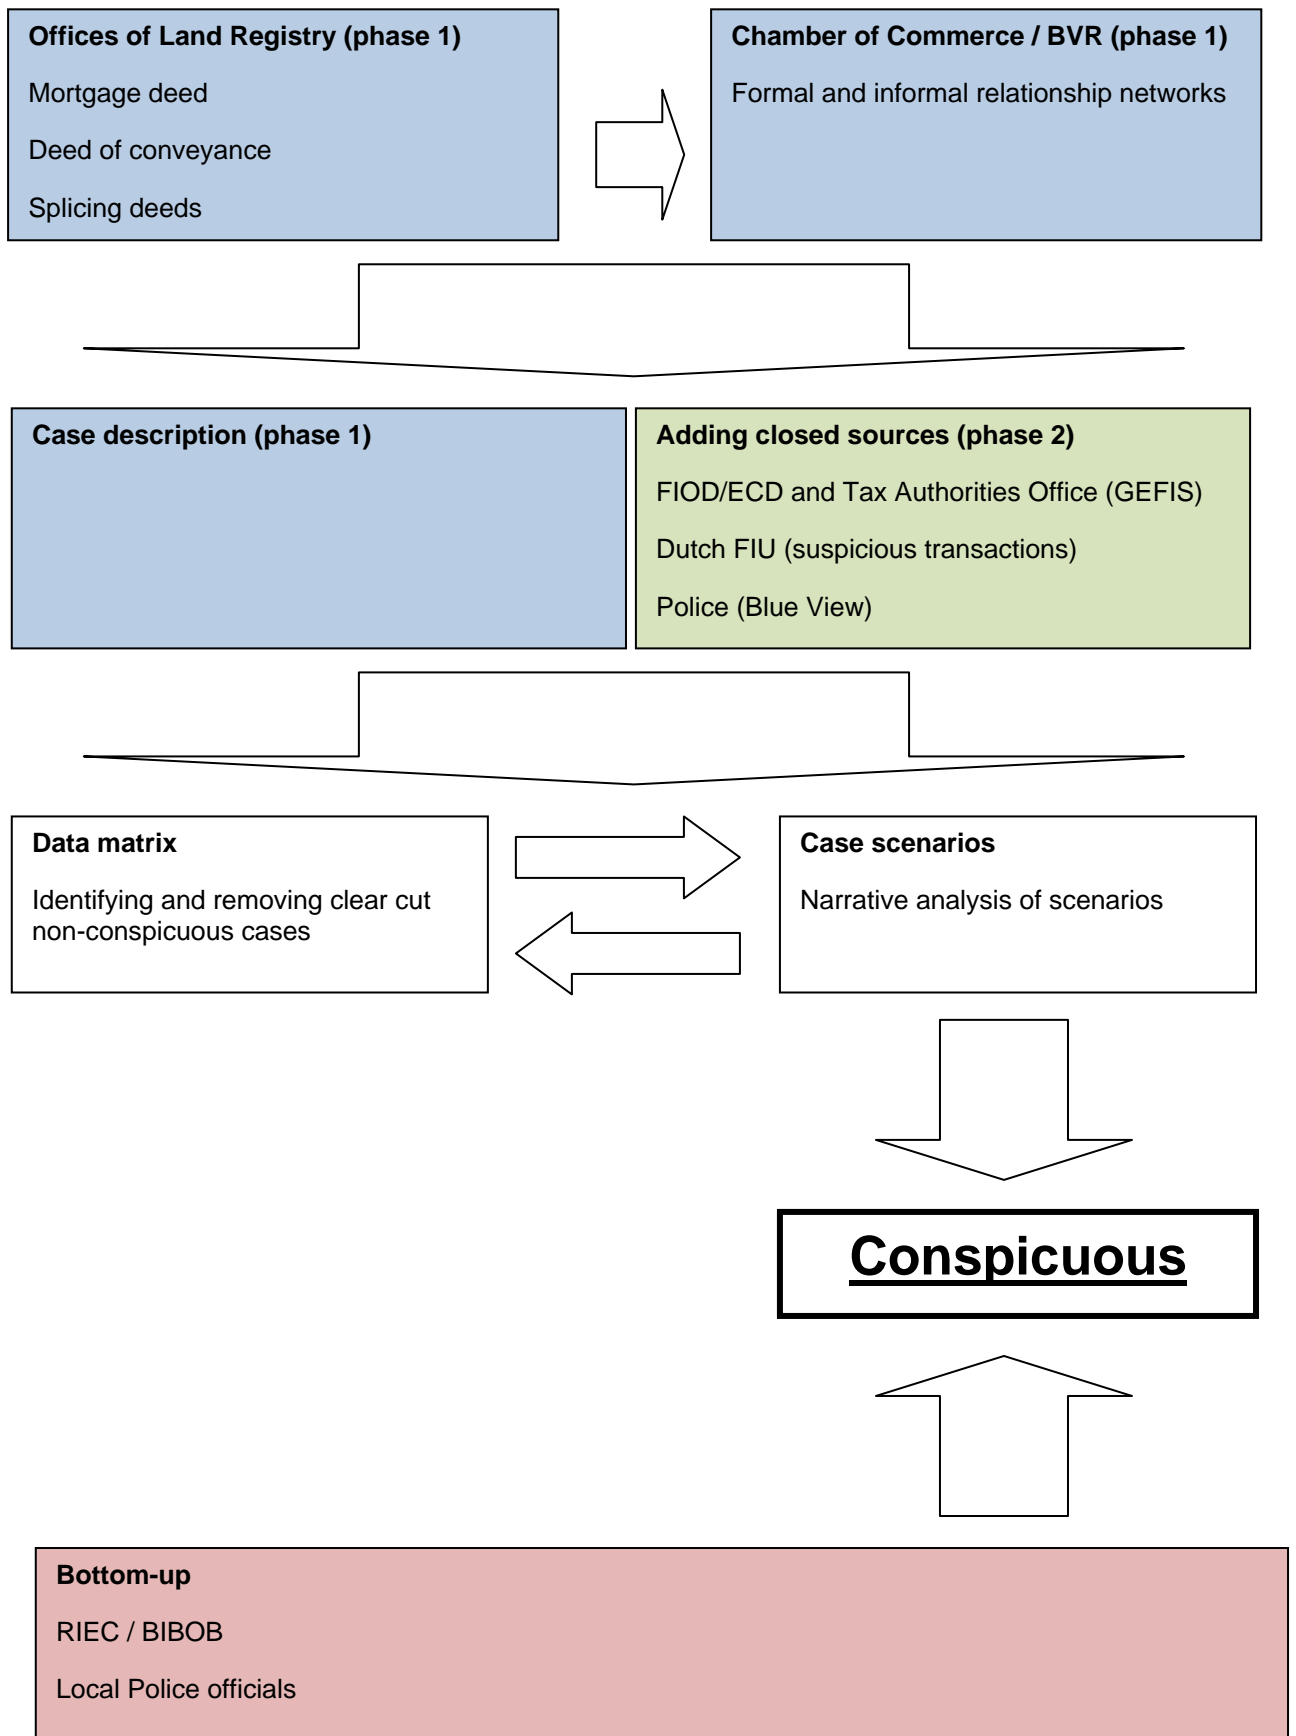 Offices of Land Registry (phase 1)
Mortgage deed
Deed of conveyance
Splicing deeds
Chamber of Commerce / BVR (phase 1)
Formal and informal relationship networks
Case description (phase 1)
Adding closed sources (phase 2)
FIOD/ECD and Tax Authorities Office (GEFIS)
Dutch FIU (suspicious transactions)
Police (Blue View)
Data matrix
Identifying and removing clear cut
non-conspicuous cases
Case scenarios
Narrative analysis of scenarios
Conspicuous
Bottom-up
RIEC / BIBOB
Local Police officials